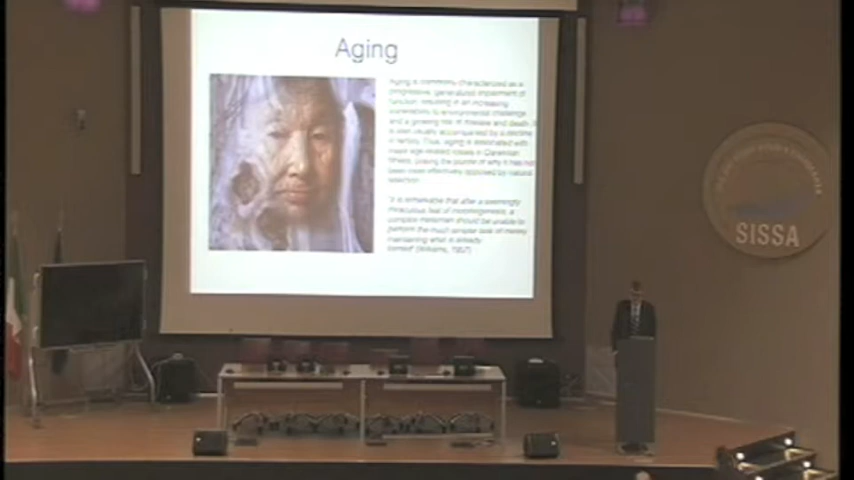 Aging
Aging is commonly characterized as a
progressive, generalized impairment of
function, resulting in an increasing
vulnerability to environmental challenge
and a growing risk of disease and death. It
is also usually accompanied by a decline
in fertility. Thus, aging is associated with
major age-related losses in Darwinian
fitness, posing the puzzle of why it has not
been more effectively opposed by natural
selection.
"It is remarkable that after a seemingly
miraculous feat of morphogenesis, a
complex metazoan should be unable to
perform the much simpler task of merely
maintaining what is already
formed" (Williams, 1957)
SISSA